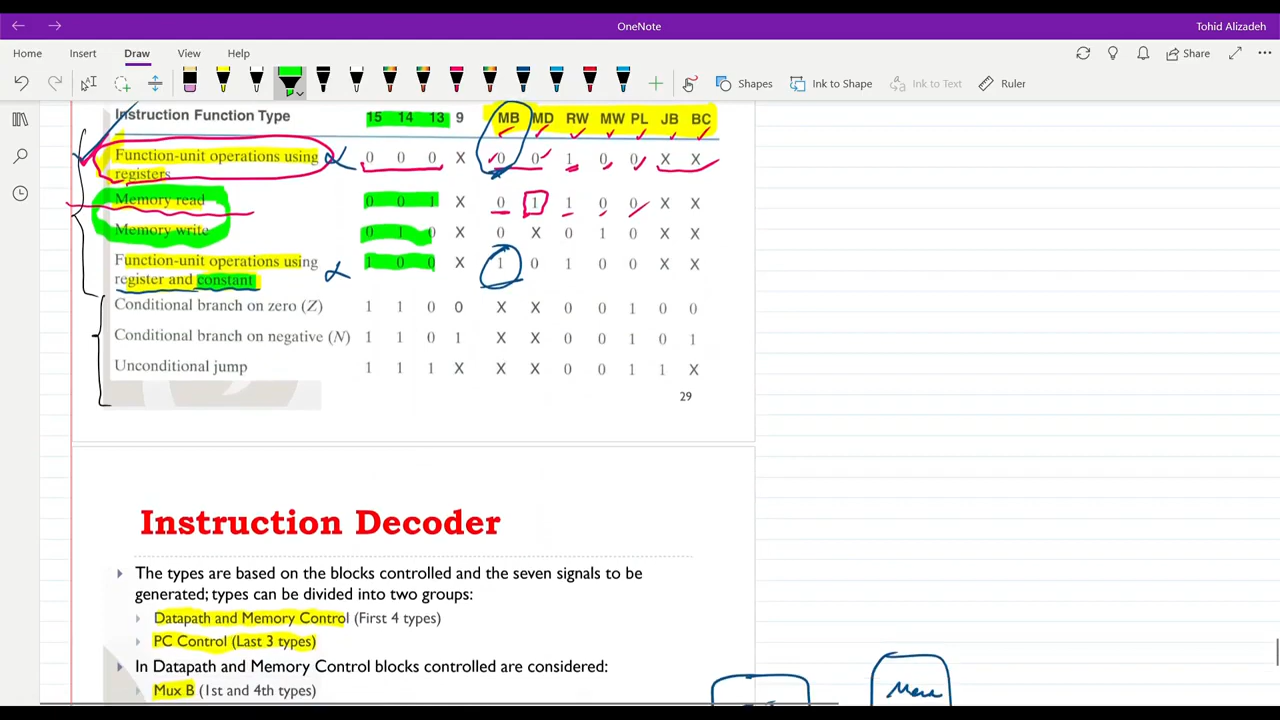 OneNote
Tohid Alizadeh
Home Insert Draw View Help
Share
Shapes Ink to Shape Ink to Text Ruler
Instruction Function Type 15 14 13 9 MB MD RW MW PL JB BC
Function-unit operations using 0 0 0 X 0 0 1 0 0 X X
registers
Memory read 0 0 1 X 0 1 1 0 0 X X
Memory write 0 1 0 X 0 X 0 1 0 X X
Function-unit operations using 1 0 0 X 1 0 1 0 0 X X
register and constant
Conditional branch on zero (Z) 1 1 0 0 X X 0 0 1 0 0
Conditional branch on negative (N) 1 1 0 1 X X 0 0 1 0 1
Unconditional jump 1 1 1 X X X 0 0 1 1 X
29
Instruction Decoder
The types are based on the blocks controlled and the seven signals to be
generated; types can be divided into two groups:
Datapath and Memory Control (First 4 types)
PC Control (Last 3 types)
In Datapath and Memory Control blocks controlled are considered:
Mux B (1st and 4th types)